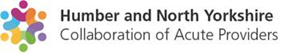 Humber and North Yorkshire
Collaboration of Acute Providers